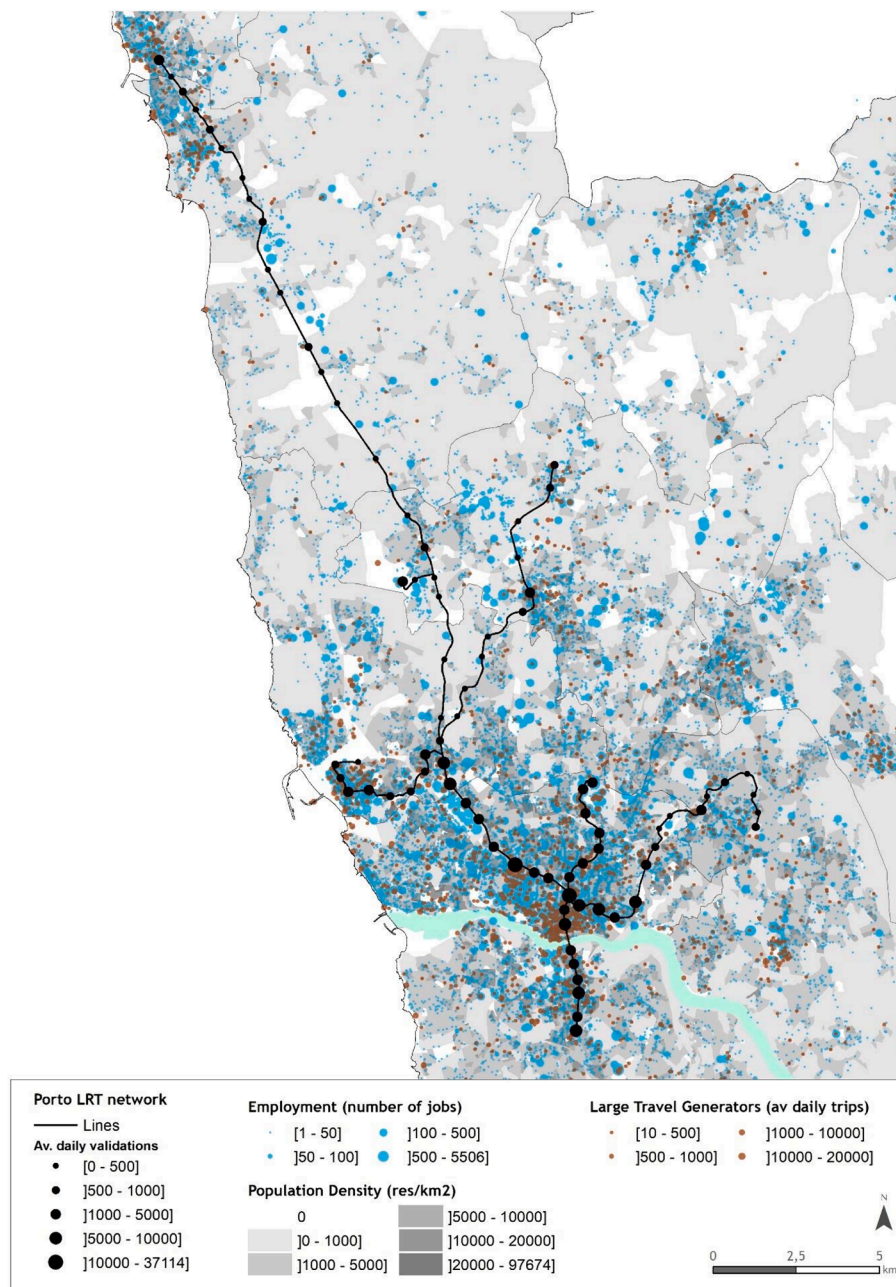 Porto LRT network
Lines
Av. daily validations
[0 - 500]
]500 - 1000]
]1000 - 5000]
]5000 - 10000]
]10000 - 37114]
Employment (number of jobs)
[1 - 50] ]100 - 500]
]50 - 100] ]500 - 5506]
Population Density (res/km2)
0 ]5000 - 10000]
]0 - 1000] ]10000 - 20000]
]1000 - 5000] ]20000 - 97674]
Large Travel Generators (av daily trips)
[10 - 500] ]1000 - 10000]
]500 - 1000] ]10000 - 20000]
N
0 2,5 5
km